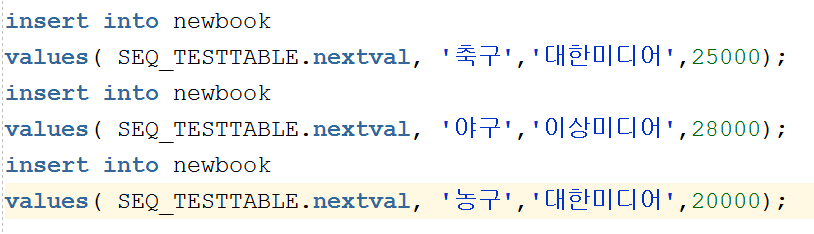 insert into newbook
values( SEQ_TESTTABLE.nextval, '축구','대한미디어',25000);
insert into newbook
values( SEQ_TESTTABLE.nextval, '야구','이상미디어',28000);
insert into newbook
values( SEQ_TESTTABLE.nextval, '농구','대한미디어',20000);